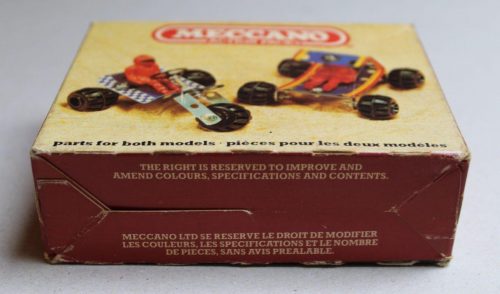 MECCANO
parts for both models · pièces pour les deux modèles
THE RIGHT IS RESERVED TO IMPROVE AND
AMEND COLOURS, SPECIFICATIONS AND CONTENTS.
MECCANO LTD SE RESERVE LE DROIT DE MODIFIER
LES COULEURS, LES SPECIFICATIONS ET LE NOMBRE
DE PIECES, SANS AVIS PREALABLE.